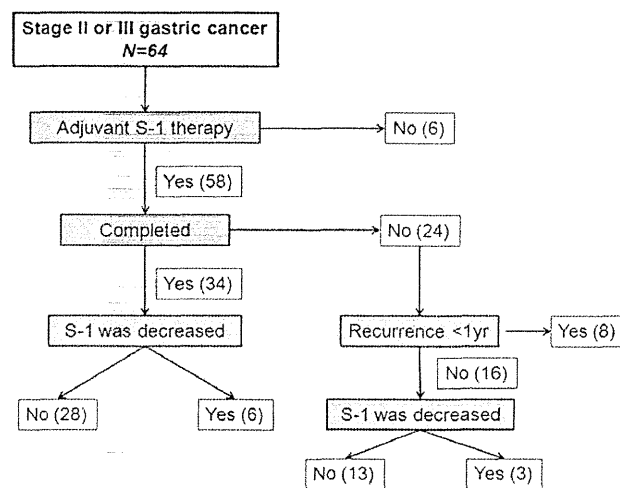 Stage II or III gastric cancer
N=64
Adjuvant S-1 therapy
No (6)
Yes (58)
Completed
No (24)
Yes (34)
S-1 was decreased
Recurrence <1yr
Yes (8)
No (16)
No (28)
Yes (6)
S-1 was decreased
No (13)
Yes (3)